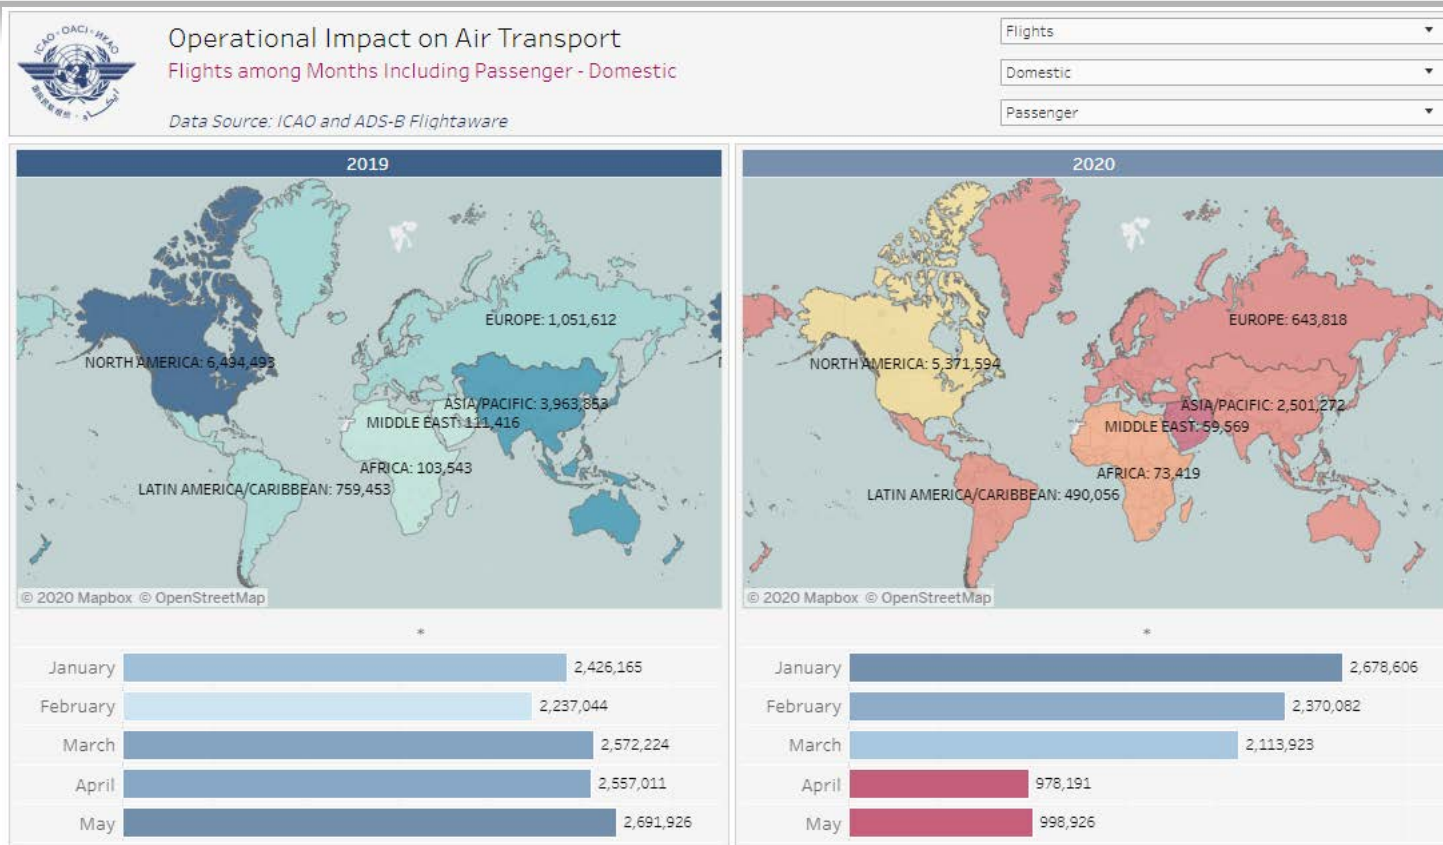 ICAO · OACI · ИКАО
Operational Impact on Air Transport
Flights among Months Including Passenger - Domestic
Data Source: ICAO and ADS-B Flightaware
Flights
Domestic
Passenger
2019
EUROPE: 1,051,612
NORTH AMERICA: 6,494,493
ASIA/PACIFIC: 3,963,853
MIDDLE EAST: 111,416
AFRICA: 103,543
LATIN AMERICA/CARIBBEAN: 759,453
© 2020 Mapbox © OpenStreetMap
*
January 2,426,165
February 2,237,044
March 2,572,224
April 2,557,011
May 2,691,926
2020
EUROPE: 643,818
NORTH AMERICA: 5,371,594
ASIA/PACIFIC: 2,501,272
MIDDLE EAST: 59,569
AFRICA: 73,419
LATIN AMERICA/CARIBBEAN: 490,056
© 2020 Mapbox © OpenStreetMap
*
January 2,678,606
February 2,370,082
March 2,113,923
April 978,191
May 998,926